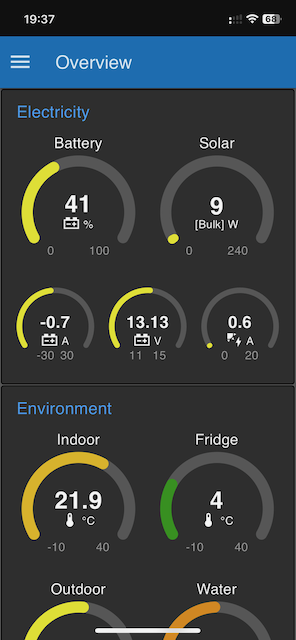 19:37
68
Overview
Electricity
Battery
Solar
41
%
0 100
9
[Bulk] W
0 240
-0.7
A
-30 30
13.13
V
11 15
0.6
A
0 20
Environment
Indoor
Fridge
21.9
°C
-10 40
4
°C
-10 40
Outdoor
Water